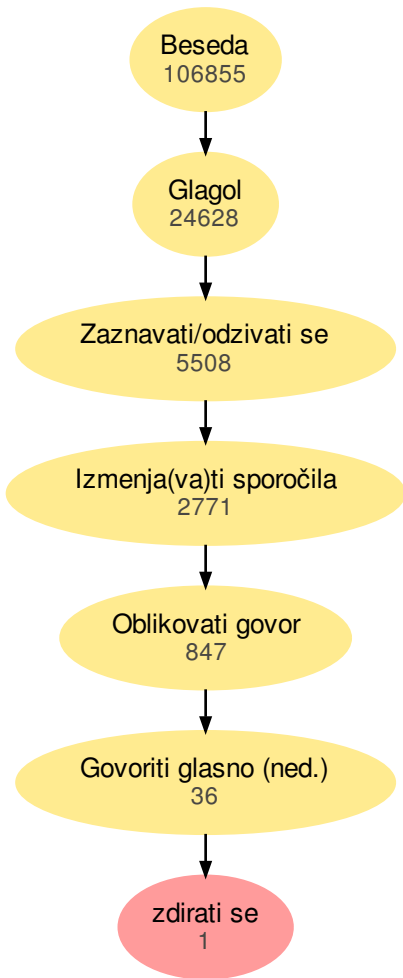 Beseda
106855
Glagol
24628
Zaznavati/odzivati se
5508
Izmenja(va)ti sporočila
2771
Oblikovati govor
847
Govoriti glasno (ned.)
36
zdirati se
1